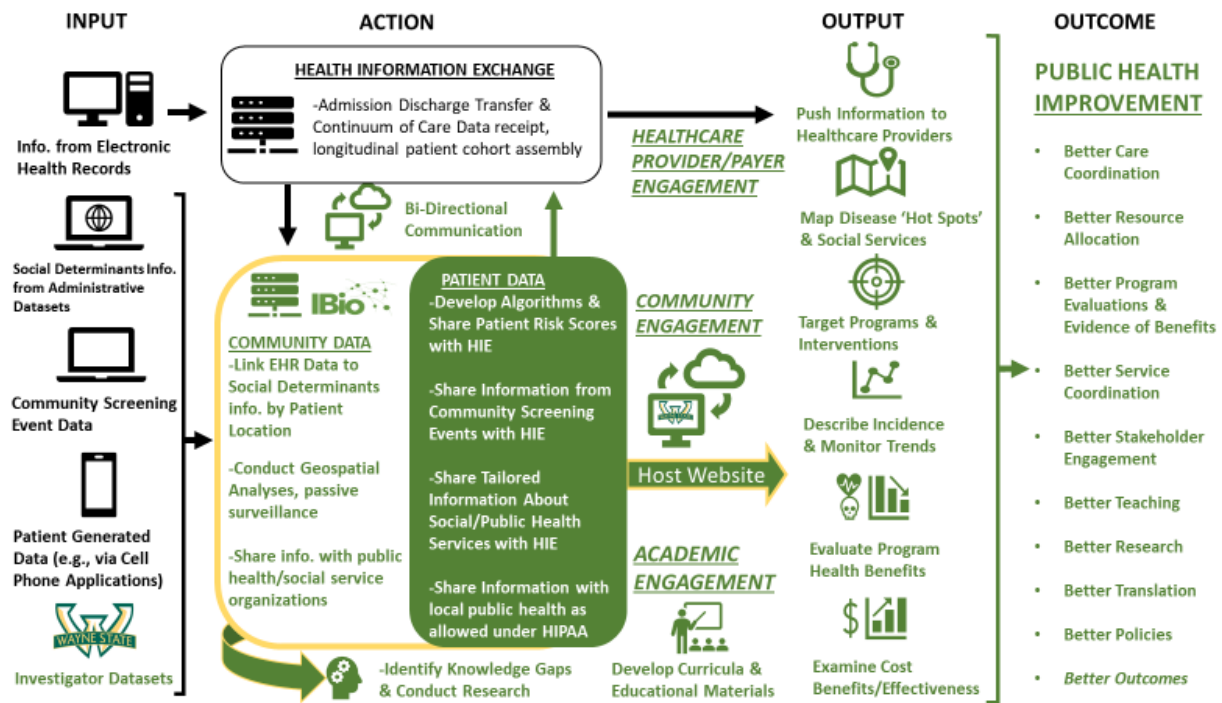 INPUT
ACTION
OUTPUT
OUTCOME
Info. from Electronic
Health Records
Social Determinants Info.
from Administrative
Datasets
Community Screening
Event Data
Patient Generated
Data (e.g., via Cell
Phone Applications)
WAYNE STATE
Investigator Datasets
HEALTH INFORMATION EXCHANGE
-Admission Discharge Transfer &
Continuum of Care Data receipt,
longitudinal patient cohort assembly
Bi-Directional
Communication
IBio
COMMUNITY DATA
-Link EHR Data to
Social Determinants
info. by Patient
Location
-Conduct Geospatial
Analyses, passive
surveillance
-Share info. with public
health/social service
organizations
PATIENT DATA
-Develop Algorithms &
Share Patient Risk Scores
with HIE
-Share Information from
Community Screening
Events with HIE
-Share Tailored
Information About
Social/Public Health
Services with HIE
-Share Information with
local public health as
allowed under HIPAA
-Identify Knowledge Gaps
& Conduct Research
HEALTHCARE
PROVIDER/PAYER
ENGAGEMENT
COMMUNITY
ENGAGEMENT
Host Website
ACADEMIC
ENGAGEMENT
Develop Curricula &
Educational Materials
Push Information to
Healthcare Providers
Map Disease ‘Hot Spots’
& Social Services
Target Programs &
Interventions
Describe Incidence
& Monitor Trends
Evaluate Program
Health Benefits
$
Examine Cost
Benefits/Effectiveness
PUBLIC HEALTH
IMPROVEMENT
• Better Care
Coordination
• Better Resource
Allocation
• Better Program
Evaluations &
Evidence of Benefits
• Better Service
Coordination
• Better Stakeholder
Engagement
• Better Teaching
• Better Research
• Better Translation
• Better Policies
• Better Outcomes